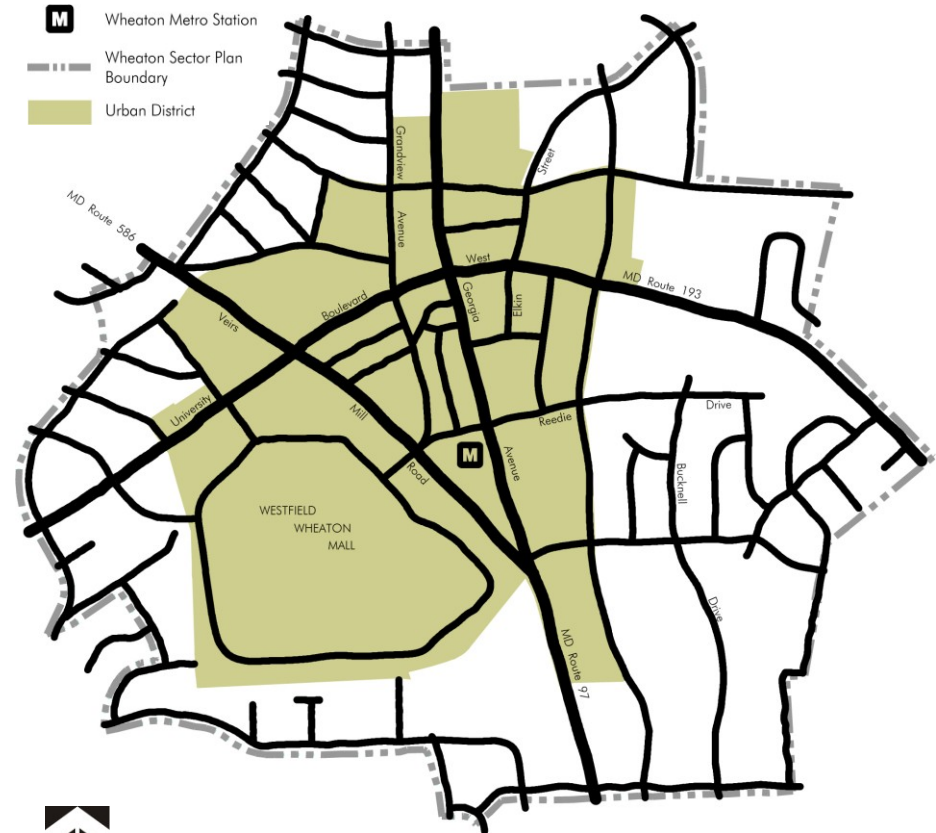 M
Wheaton Metro Station
Wheaton Sector Plan
Boundary
Urban District
Grandview
Avenue
Street
MD Route 586
West
MD Route 193
Boulevard
Georgia
Elkin
Veirs
University
Mill
Reedie
Drive
M
Road
Avenue
Bucknell
WESTFIELD
WHEATON
MALL
Drive
MD Route 97